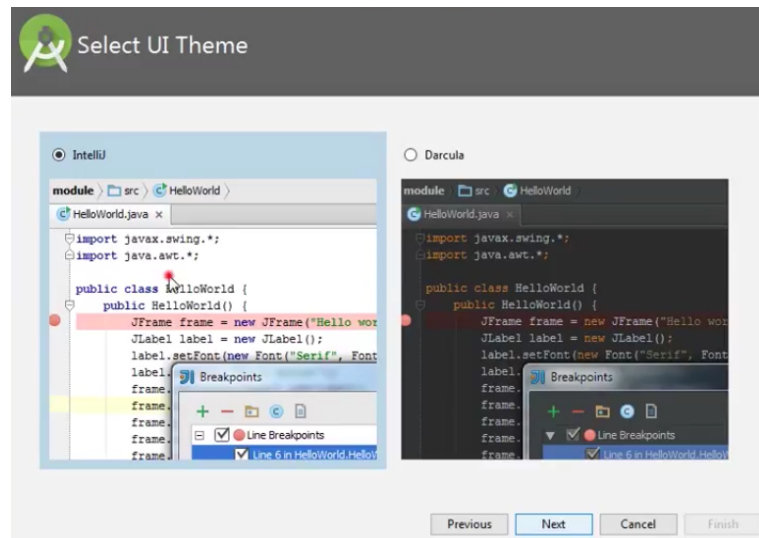 Select UI Theme
IntelliJ
module src HelloWorld
HelloWorld.java ×
import javax.swing.*;
import java.awt.*;
public class HelloWorld {
public HelloWorld() {
JFrame frame = new JFrame("Hello wor
JLabel label = new JLabel();
label.setFont(new Font("Serif", Font
label.
frame.
frame.
frame.
frame.
frame.
Breakpoints
Line Breakpoints
Line 6 in HelloWorld.HelloW
Darcula
module src HelloWorld
HelloWorld.java ×
import javax.swing.*;
import java.awt.*;
public class HelloWorld {
public HelloWorld() {
JFrame frame = new JFrame("Hello wor
JLabel label = new JLabel();
label.setFont(new Font("Serif", Font
label.
frame.
frame.
frame.
frame.
frame.
Breakpoints
Line Breakpoints
Line 6 in HelloWorld.HelloW
Previous Next Cancel Finish